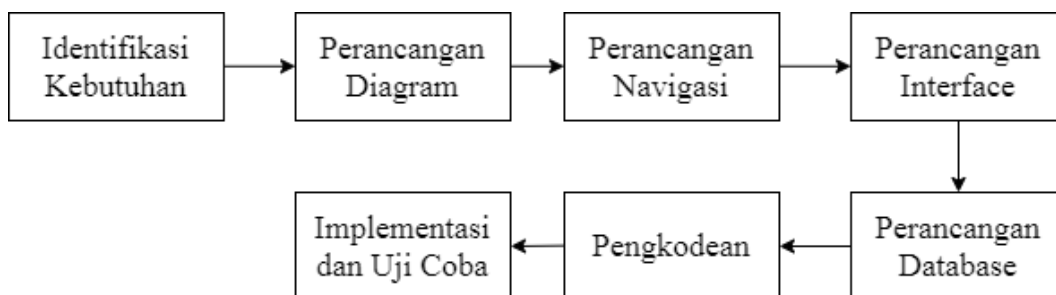 Identifikasi
Kebutuhan
Perancangan
Diagram
Perancangan
Navigasi
Perancangan
Interface
Perancangan
Database
Pengkodean
Implementasi
dan Uji Coba